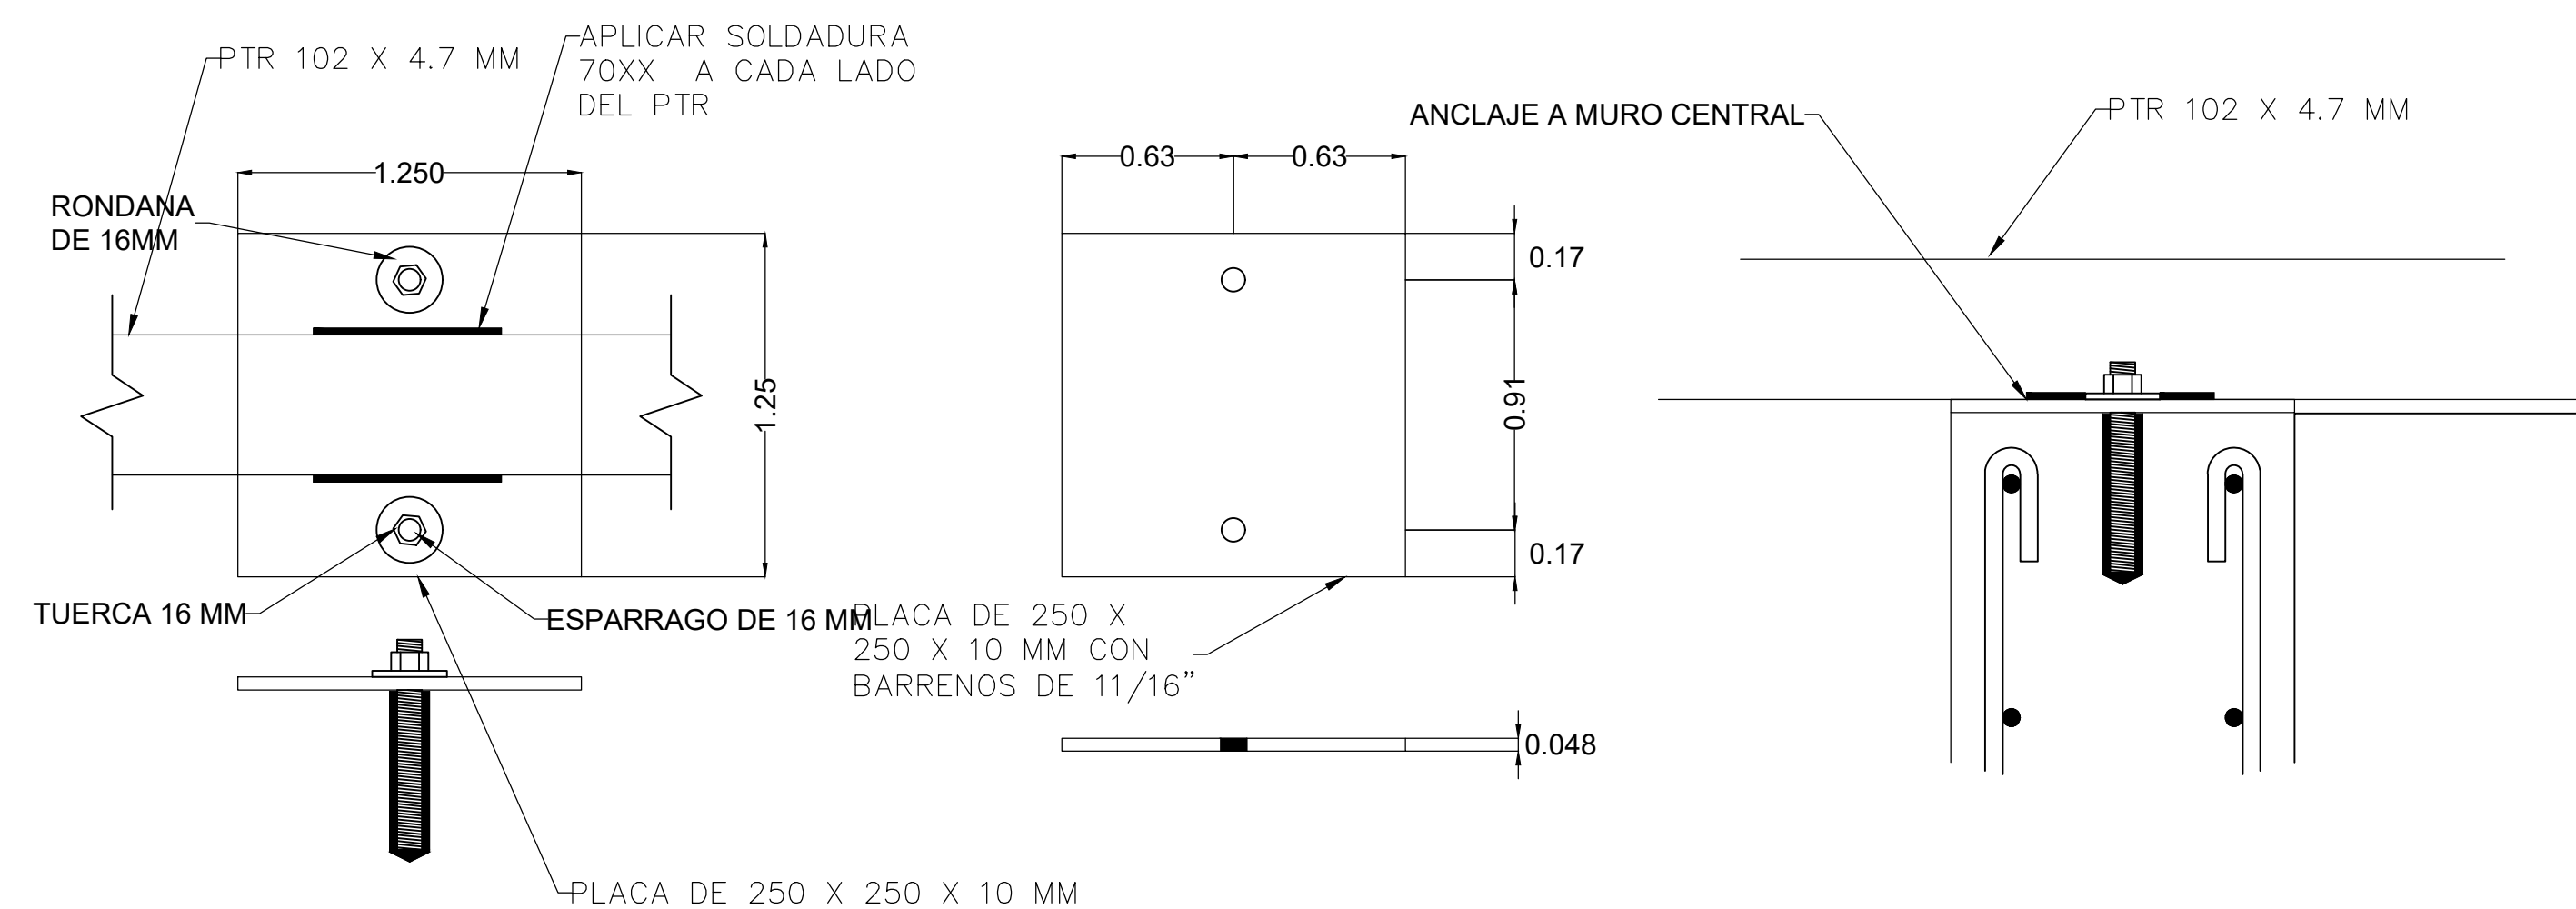 PTR 102 X 4.7 MM
APLICAR SOLDADURA
70XX A CADA LADO
DEL PTR
RONDANA
DE 16MM
1.250
1.25
TUERCA 16 MM
ESPARRAGO DE 16 MM
PLACA DE 250 X 250 X 10 MM
0.63
0.63
0.17
0.91
0.17
PLACA DE 250 X
250 X 10 MM CON
BARRENOS DE 11/16”
0.048
ANCLAJE A MURO CENTRAL
PTR 102 X 4.7 MM